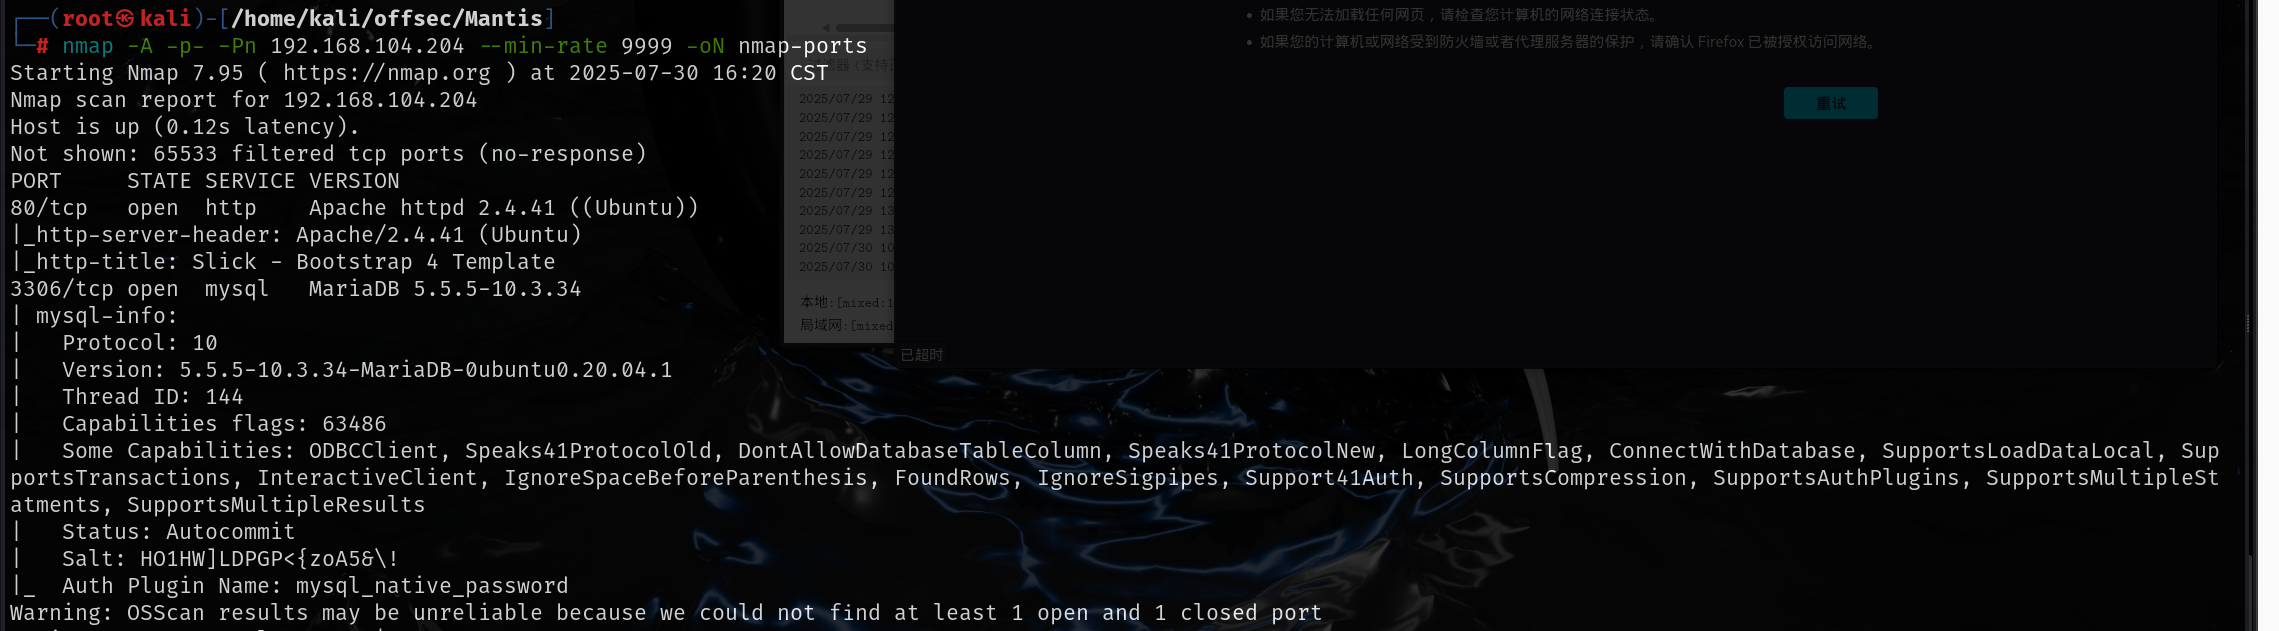 ┌──(root㉿kali)-[/home/kali/offsec/Mantis]
└─# nmap -A -p- -Pn 192.168.104.204 --min-rate 9999 -oN nmap-ports
Starting Nmap 7.95 ( https://nmap.org ) at 2025-07-30 16:20 CST
Nmap scan report for 192.168.104.204
Host is up (0.12s latency).
Not shown: 65533 filtered tcp ports (no-response)
PORT     STATE SERVICE VERSION
80/tcp   open  http    Apache httpd 2.4.41 ((Ubuntu))
|_http-server-header: Apache/2.4.41 (Ubuntu)
|_http-title: Slick - Bootstrap 4 Template
3306/tcp open  mysql   MariaDB 5.5.5-10.3.34
| mysql-info:
|   Protocol: 10
|   Version: 5.5.5-10.3.34-MariaDB-0ubuntu0.20.04.1
|   Thread ID: 144
|   Capabilities flags: 63486
|   Some Capabilities: ODBCClient, Speaks41ProtocolOld, DontAllowDatabaseTableColumn, Speaks41ProtocolNew, LongColumnFlag, ConnectWithDatabase, SupportsLoadDataLocal, Sup
portsTransactions, InteractiveClient, IgnoreSpaceBeforeParenthesis, FoundRows, IgnoreSigpipes, Support41Auth, SupportsCompression, SupportsAuthPlugins, SupportsMultipleSt
atments, SupportsMultipleResults
|   Status: Autocommit
|   Salt: HO1HW]LDPGP<{zoA5&\!
|_  Auth Plugin Name: mysql_native_password
Warning: OSScan results may be unreliable because we could not find at least 1 open and 1 closed port
• 如果您无法加载任何网页，请检查您计算机的网络连接状态。
• 如果您的计算机或网络受到防火墙或者代理服务器的保护，请确认 Firefox 已被授权访问网络。
重试
2025/07/29 12
2025/07/29 12
2025/07/29 12
2025/07/29 12
2025/07/29 12
2025/07/29 12
2025/07/29 13
2025/07/29 13
2025/07/30 10
2025/07/30 10
本地:[mixed:1
局域网:[mixed
已超时